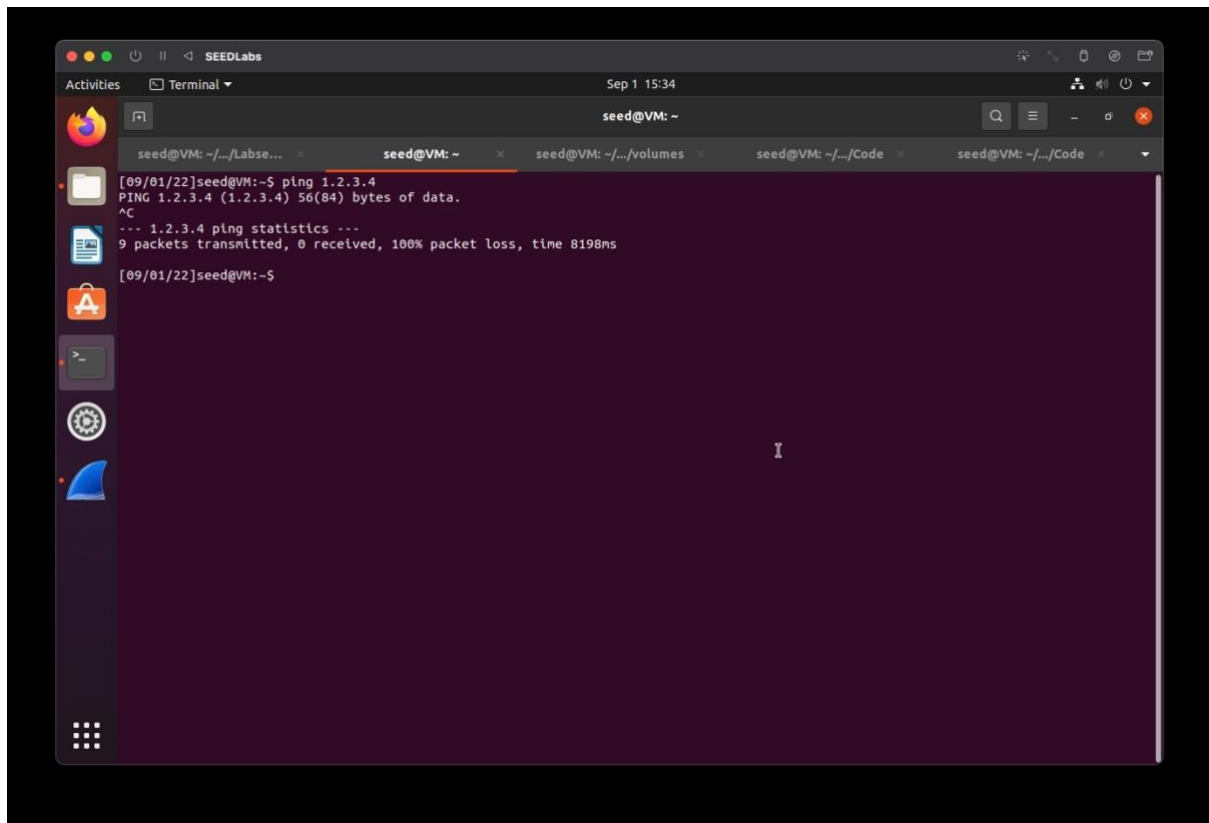 SEEDLabs
Activities Terminal Sep 1 15:34
seed@VM: ~
seed@VM: ~/.../Labse... seed@VM: ~ seed@VM: ~/.../volumes seed@VM: ~/.../Code seed@VM: ~/.../Code
[09/01/22]seed@VM:~$ ping 1.2.3.4
PING 1.2.3.4 (1.2.3.4) 56(84) bytes of data.
^C
--- 1.2.3.4 ping statistics ---
9 packets transmitted, 0 received, 100% packet loss, time 8198ms
[09/01/22]seed@VM:~$